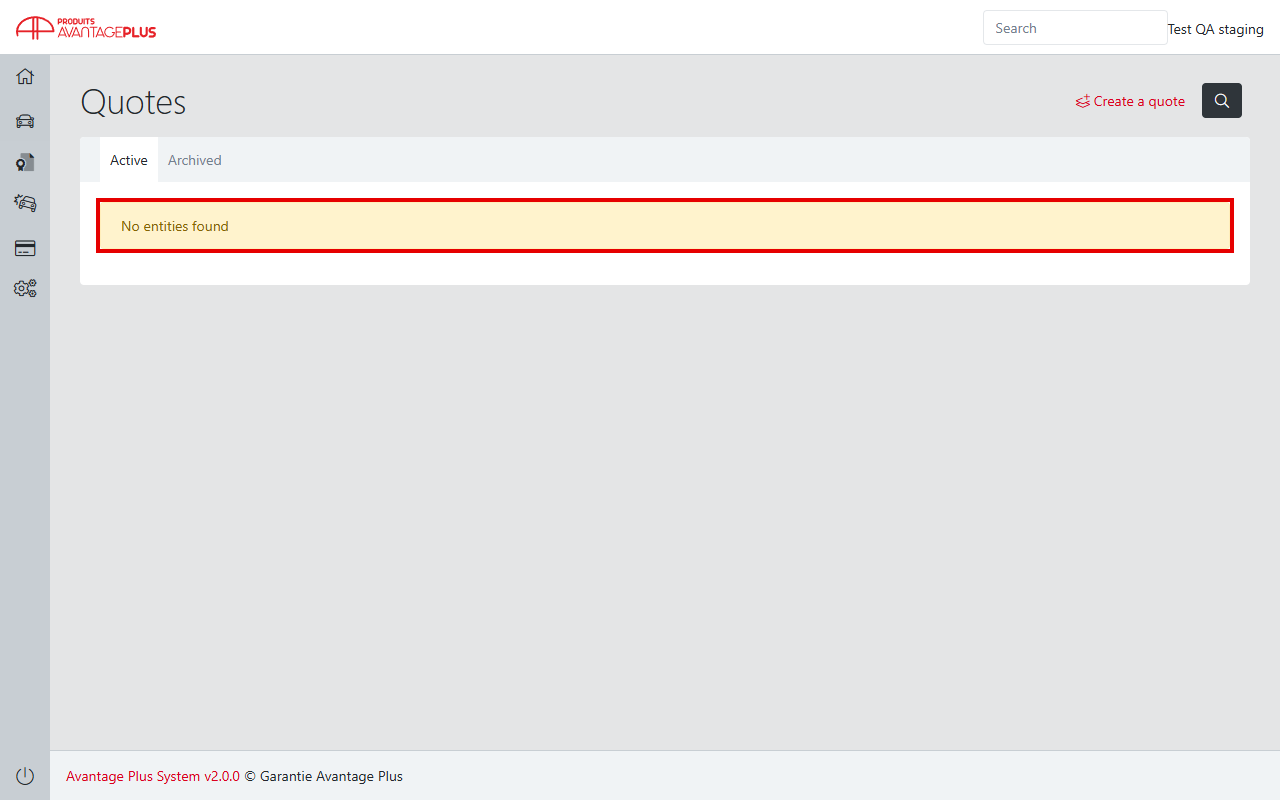 PRODUITS
AVANTAGEPLUS
Search
Test QA staging
Quotes
Create a quote
Active
Archived
No entities found
Avantage Plus System v2.0.0 © Garantie Avantage Plus